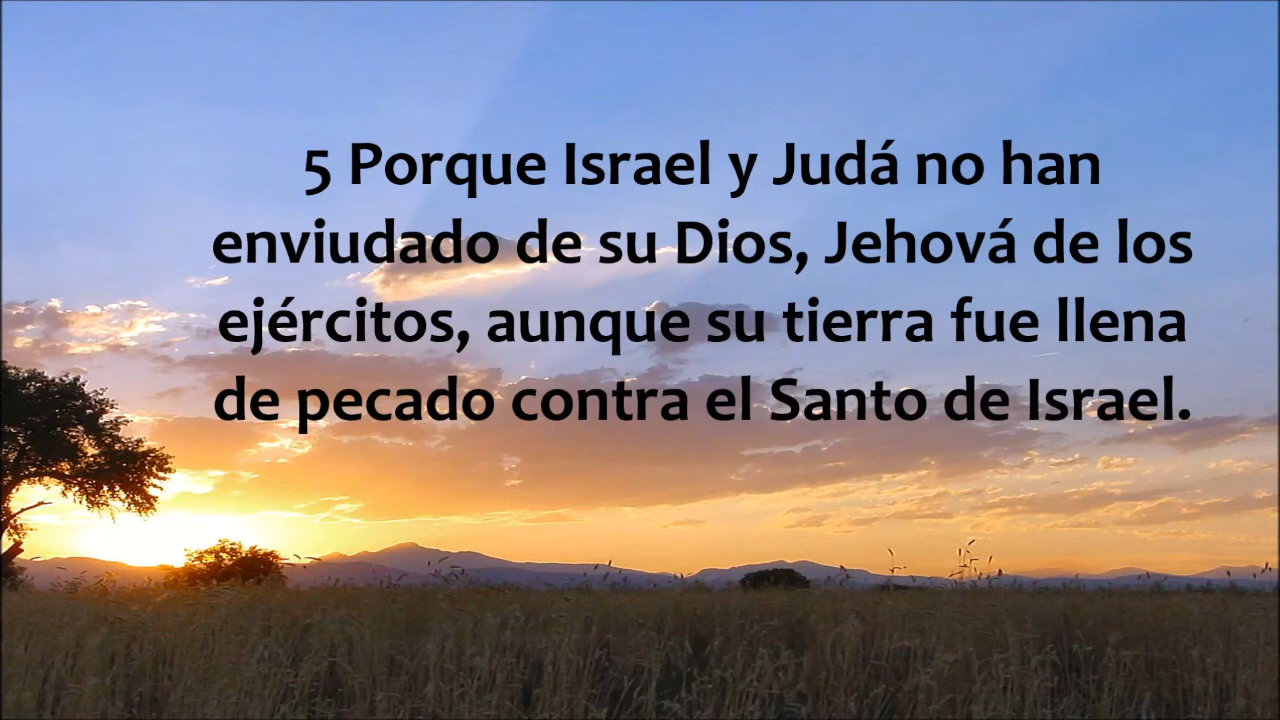 5 Porque Israel y Judá no han
enviudado de su Dios, Jehová de los
ejércitos, aunque su tierra fue llena
de pecado contra el Santo de Israel.